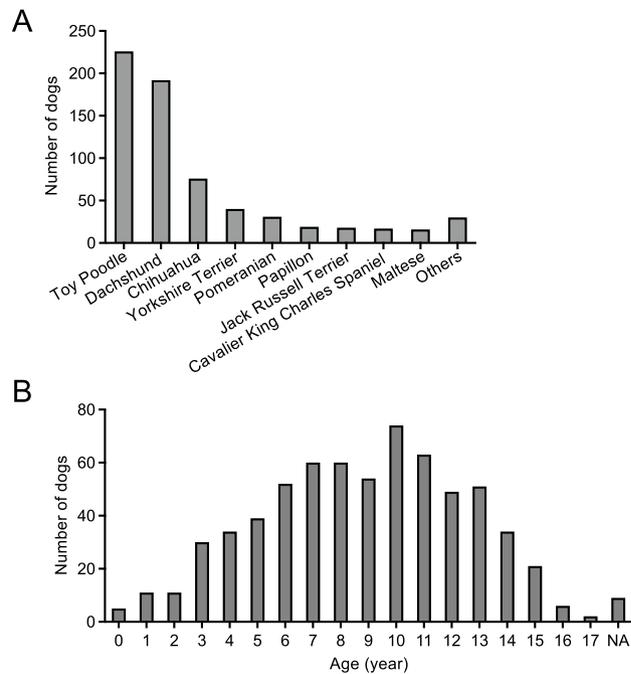 A
250
200
150
100
50
0
Number of dogs
Toy Poodle
Dachshund
Chihuahua
Yorkshire Terrier
Pomeranian
Papillon
Jack Russell Terrier
Cavalier King Charles Spaniel
Maltese
Others
B
80
60
40
20
0
Number of dogs
0 1 2 3 4 5 6 7 8 9 10 11 12 13 14 15 16 17 NA
Age (year)